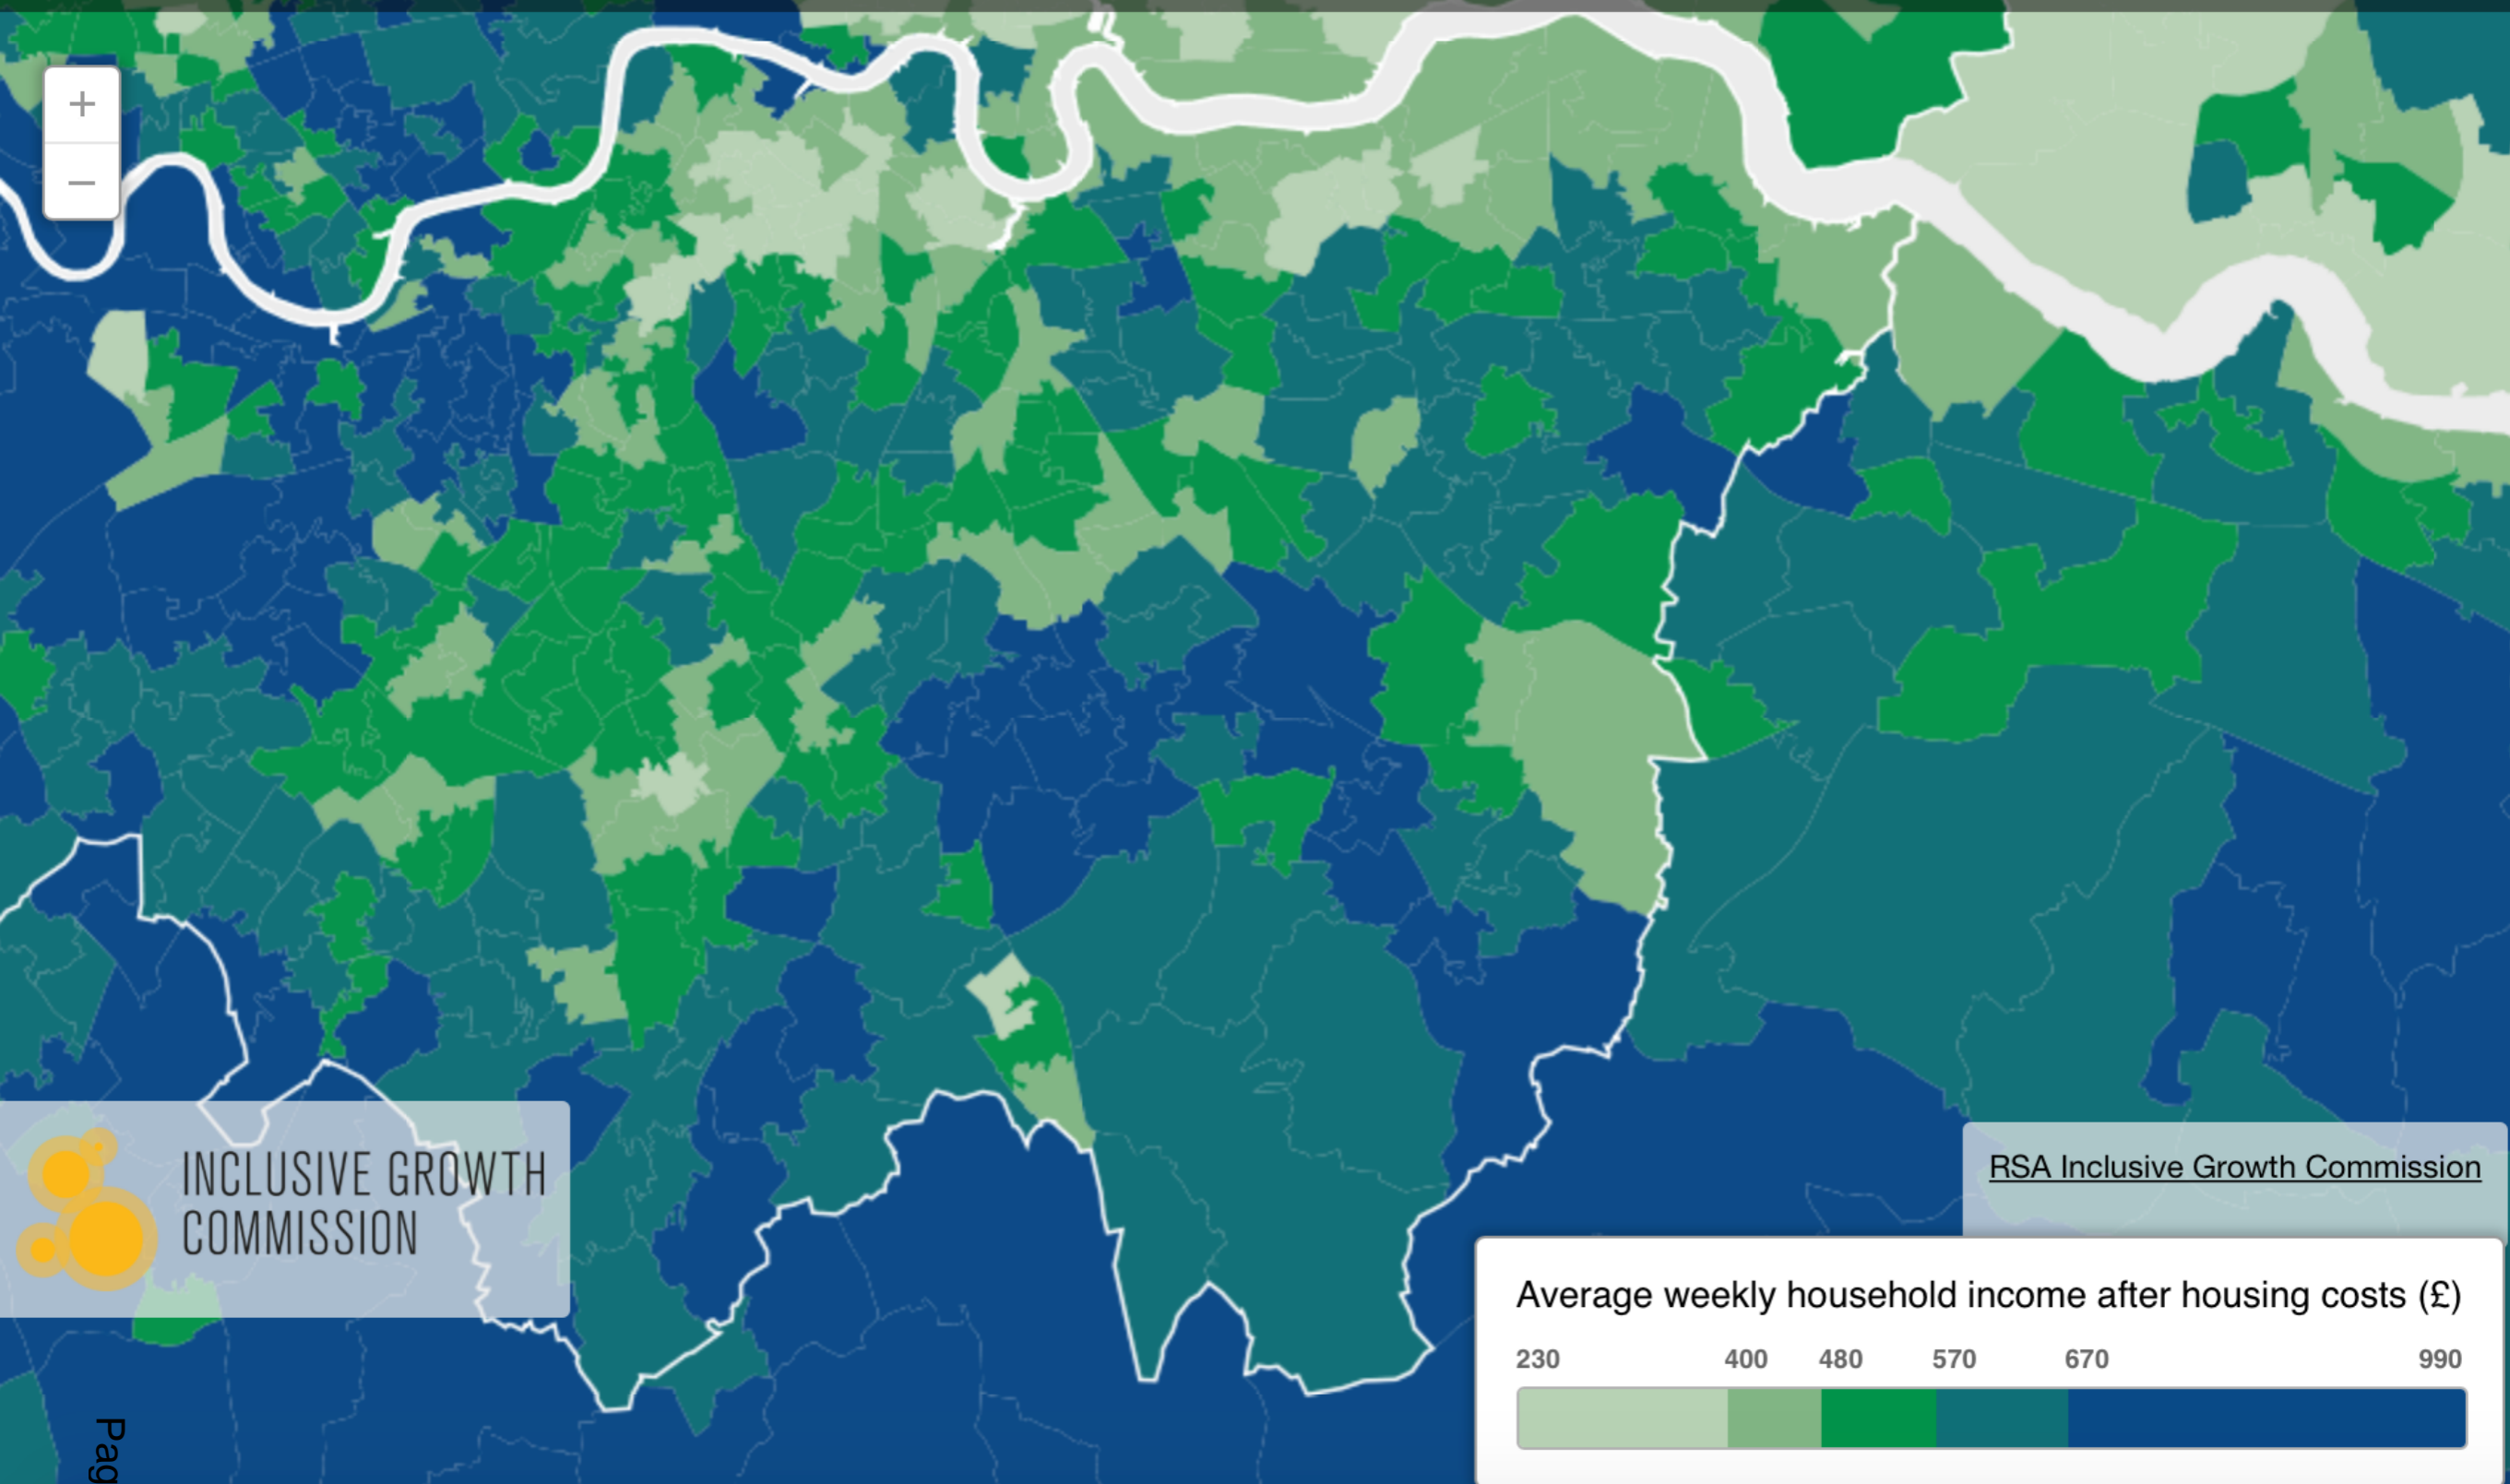 +
−
INCLUSIVE GROWTH
COMMISSION
RSA Inclusive Growth Commission
Average weekly household income after housing costs (£)
230 400 480 570 670 990
Pag